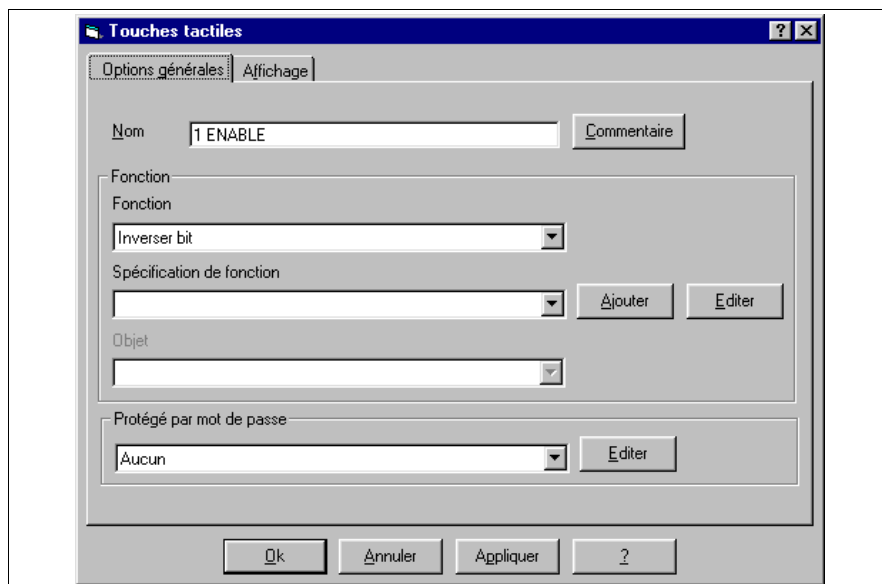 Touches tactiles
Options générales Affichage
Nom 1 ENABLE Commentaire
Fonction
Fonction
Inverser bit
Spécification de fonction
Ajouter Editer
Objet
Protégé par mot de passe
Aucun Editer
Ok Annuler Appliquer ?